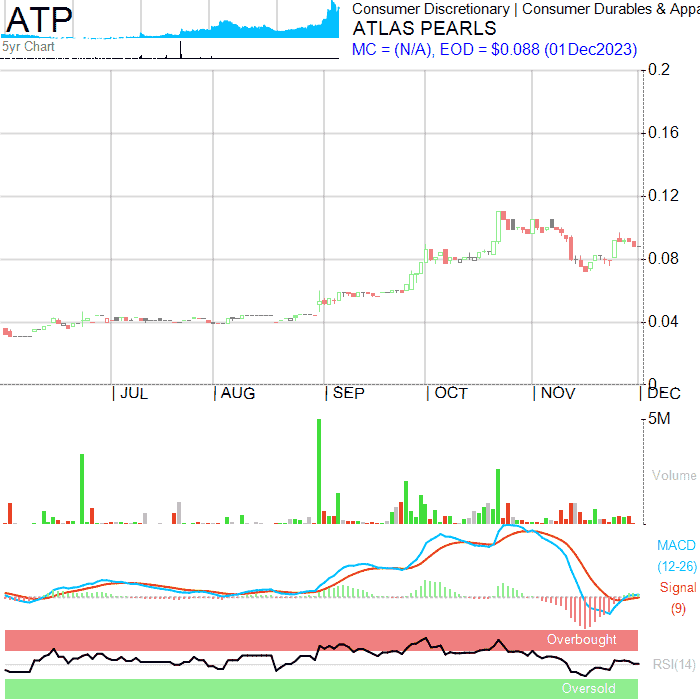 ATP
5yr Chart
Consumer Discretionary | Consumer Durables & Appa
ATLAS PEARLS
MC = (N/A), EOD = $0.088 (01Dec2023)
0.2
0.16
0.12
0.08
0.04
0
JUL
AUG
SEP
OCT
NOV
DEC
5M
Volume
MACD
(12-26)
Signal
(9)
Overbought
RSI(14)
Oversold